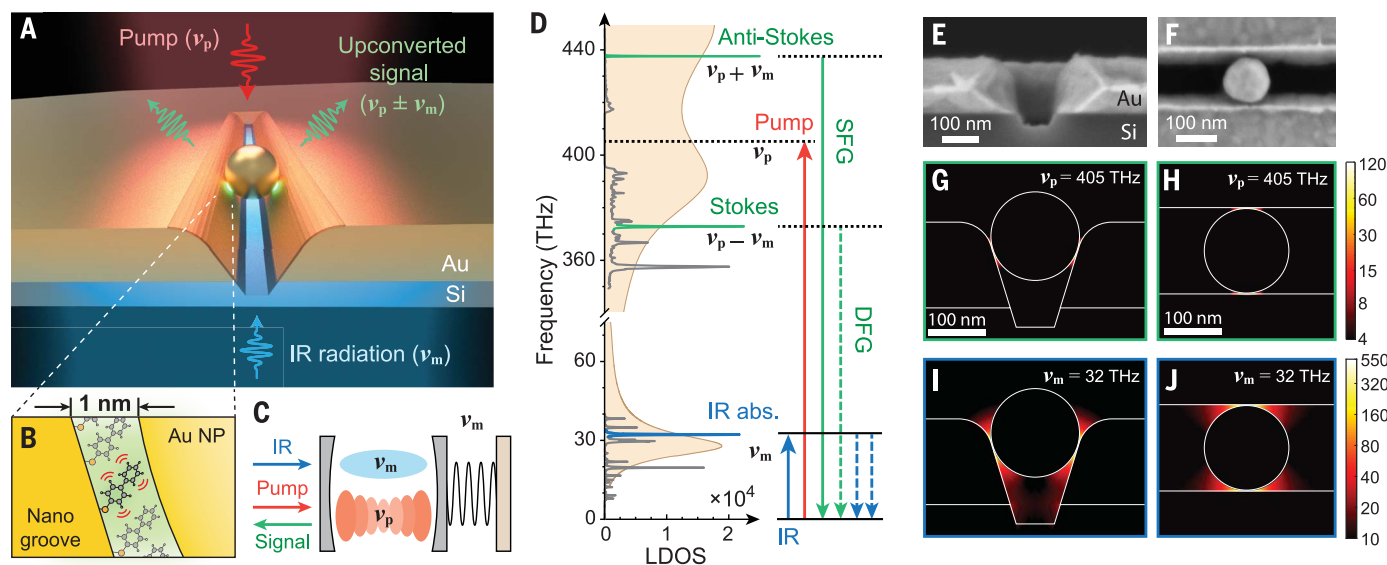 A
Pump (νp)
Upconverted
signal
(νp ± νm)
Au
Si
IR radiation (νm)
B
1 nm
Au NP
Nano
groove
C
νm
IR
Pump
Signal
νm
νp
D
Frequency (THz)
440
400
360
60
30
0
0 1 2
×10⁴
LDOS
Anti-Stokes
νp + νm
Pump
νp
SFG
Stokes
νp − νm
DFG
IR abs.
νm
IR
E
Au
Si
100 nm
F
100 nm
G
νp = 405 THz
100 nm
H
νp = 405 THz
100 nm
120
60
30
15
8
4
I
νm = 32 THz
J
νm = 32 THz
550
320
160
80
40
20
10